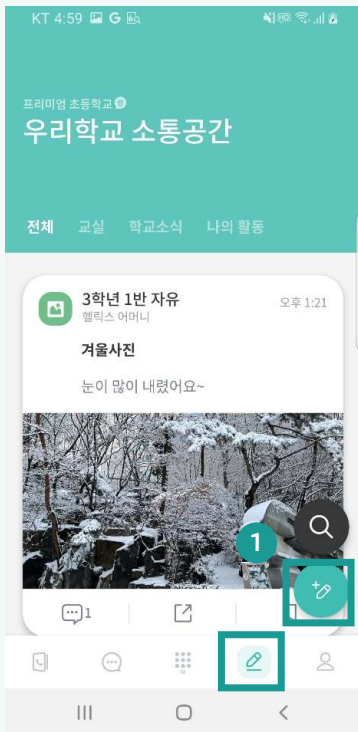 KT 4:59
프리미엄 초등학교
우리학교 소통공간
전체 교실 학교소식 나의 활동
3학년 1반 자유
오후 1:21
헬릭스 어머니
겨울사진
눈이 많이 내렸어요~
1
1